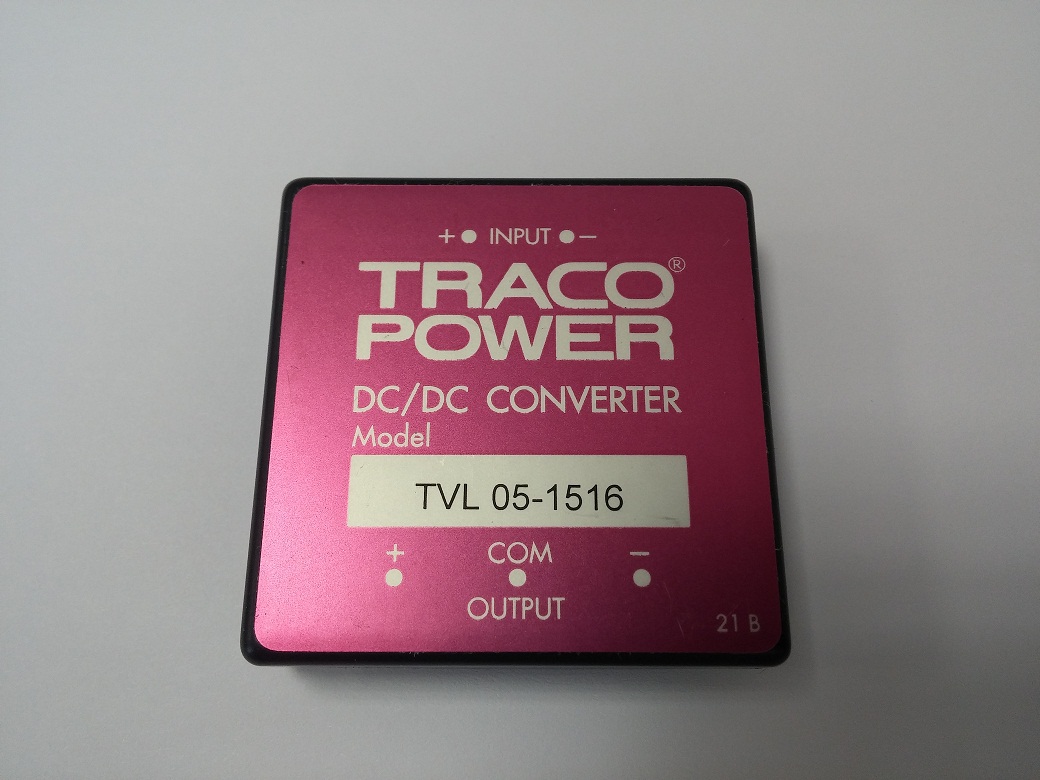 + ● INPUT ● −
TRACO®
POWER
DC/DC CONVERTER
Model
TVL 05-1516
+ COM −
OUTPUT
21 B